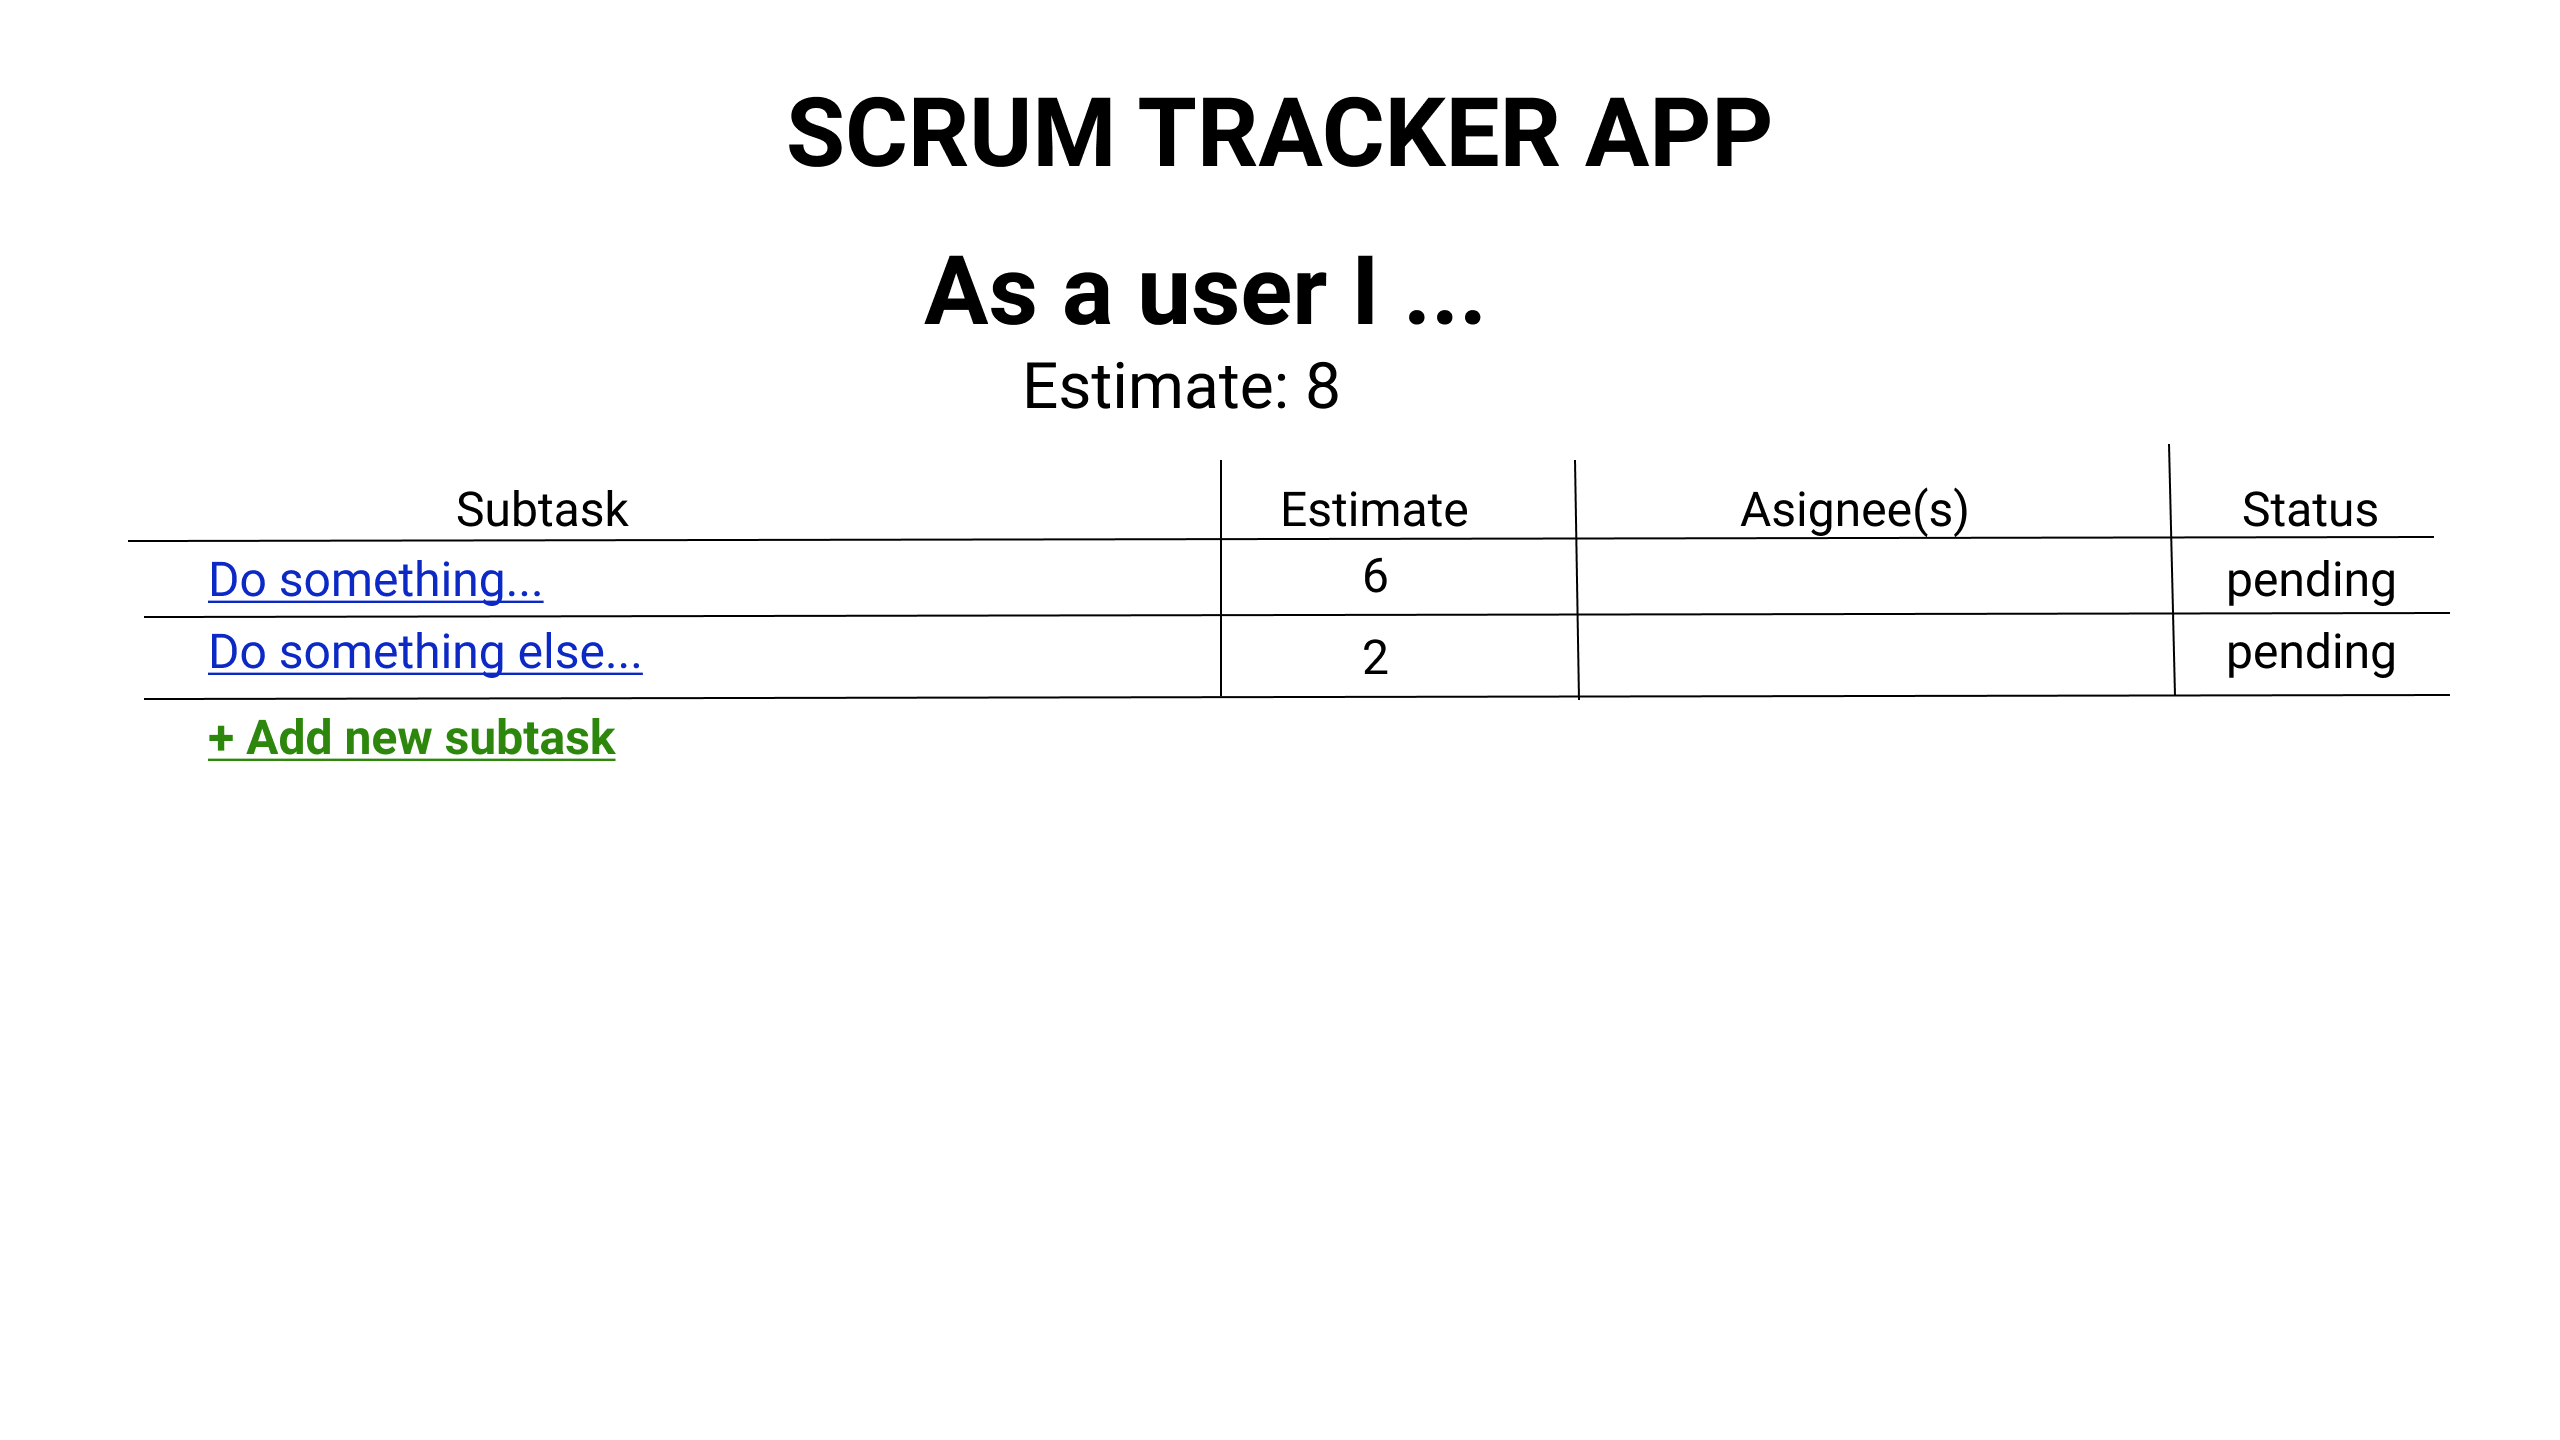 SCRUM TRACKER APP
As a user I ...
Estimate: 8
Subtask Estimate Asignee(s) Status
Do something... 6 pending
Do something else... 2 pending
+ Add new subtask